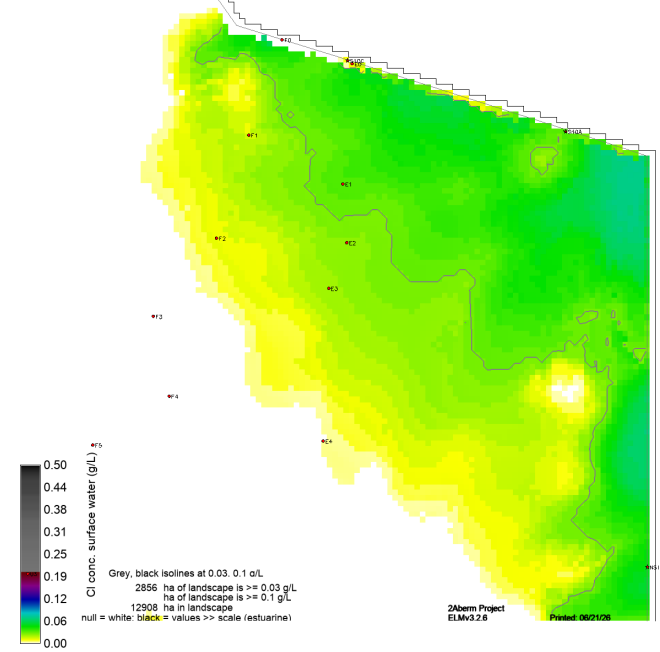 F0
S10E
E0
S10A
F1
E1
F2
E2
E3
F3
F4
E4
F5
Cl conc. surface water (g/L)
0.50
0.44
0.38
0.31
0.25
0.19
0.12
0.06
0.00
Grey, black isolines at 0.03, 0.1 g/L
2856 ha of landscape is >= 0.03 g/L
ha of landscape is >= 0.1 g/L
12908 ha in landscape
null = white; black = values >> scale (estuarine)
2Aberm Project
ELMv3.2.6
Printed: 06/21/26